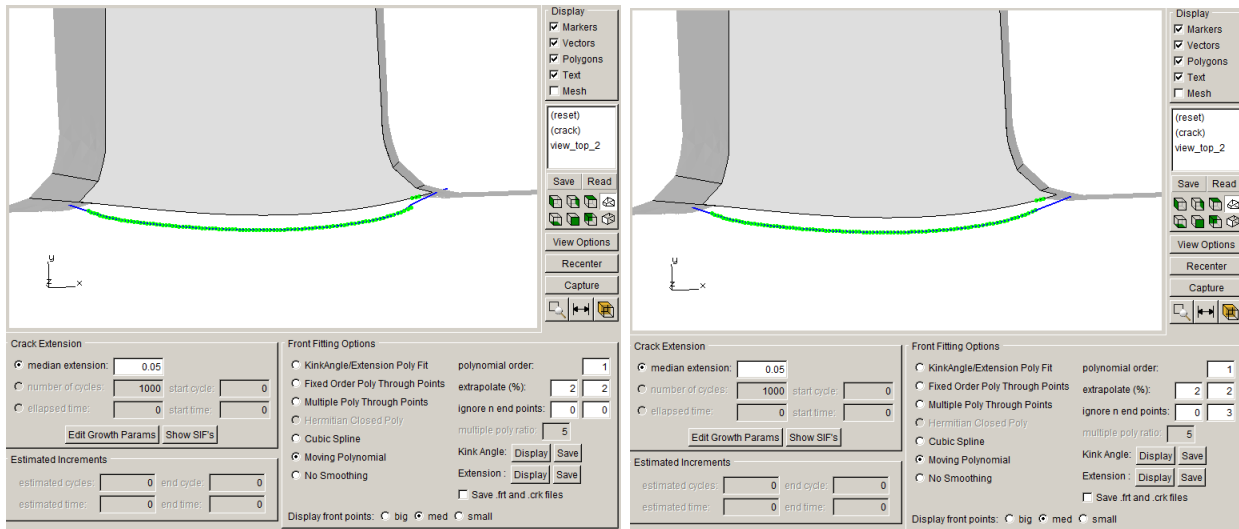 Display
Markers
Vectors
Polygons
Text
Mesh
(reset)
(crack)
view_top_2
Save Read
View Options
Recenter
Capture
y
z x
Crack Extension
median extension: 0.05
number of cycles: 1000 start cycle: 0
ellapsed time: 0 start time: 0
Edit Growth Params Show SIF's
Estimated Increments
estimated cycles: 0 end cycle: 0
estimated time: 0 end time: 0
Front Fitting Options
KinkAngle/Extension Poly Fit
Fixed Order Poly Through Points
Multiple Poly Through Points
Hermitian Closed Poly
Cubic Spline
Moving Polynomial
No Smoothing
polynomial order: 1
extrapolate (%): 2 2
ignore n end points: 0 0
multiple poly ratio: 5
Kink Angle: Display Save
Extension : Display Save
Save .frt and .crk files
Display front points: big med small
Display
Markers
Vectors
Polygons
Text
Mesh
(reset)
(crack)
view_top_2
Save Read
View Options
Recenter
Capture
y
z x
Crack Extension
median extension: 0.05
number of cycles: 1000 start cycle: 0
ellapsed time: 0 start time: 0
Edit Growth Params Show SIF's
Estimated Increments
estimated cycles: 0 end cycle: 0
estimated time: 0 end time: 0
Front Fitting Options
KinkAngle/Extension Poly Fit
Fixed Order Poly Through Points
Multiple Poly Through Points
Hermitian Closed Poly
Cubic Spline
Moving Polynomial
No Smoothing
polynomial order: 1
extrapolate (%): 2 2
ignore n end points: 0 3
multiple poly ratio: 5
Kink Angle: Display Save
Extension : Display Save
Save .frt and .crk files
Display front points: big med small